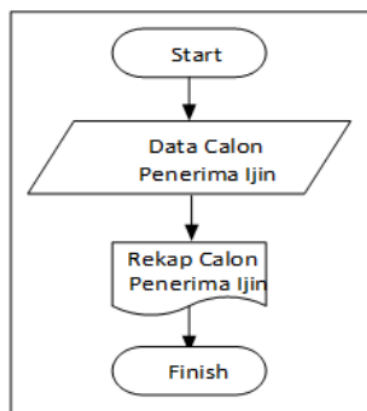 Start
Data Calon
Penerima Ijin
Rekap Calon
Penerima Ijin
Finish